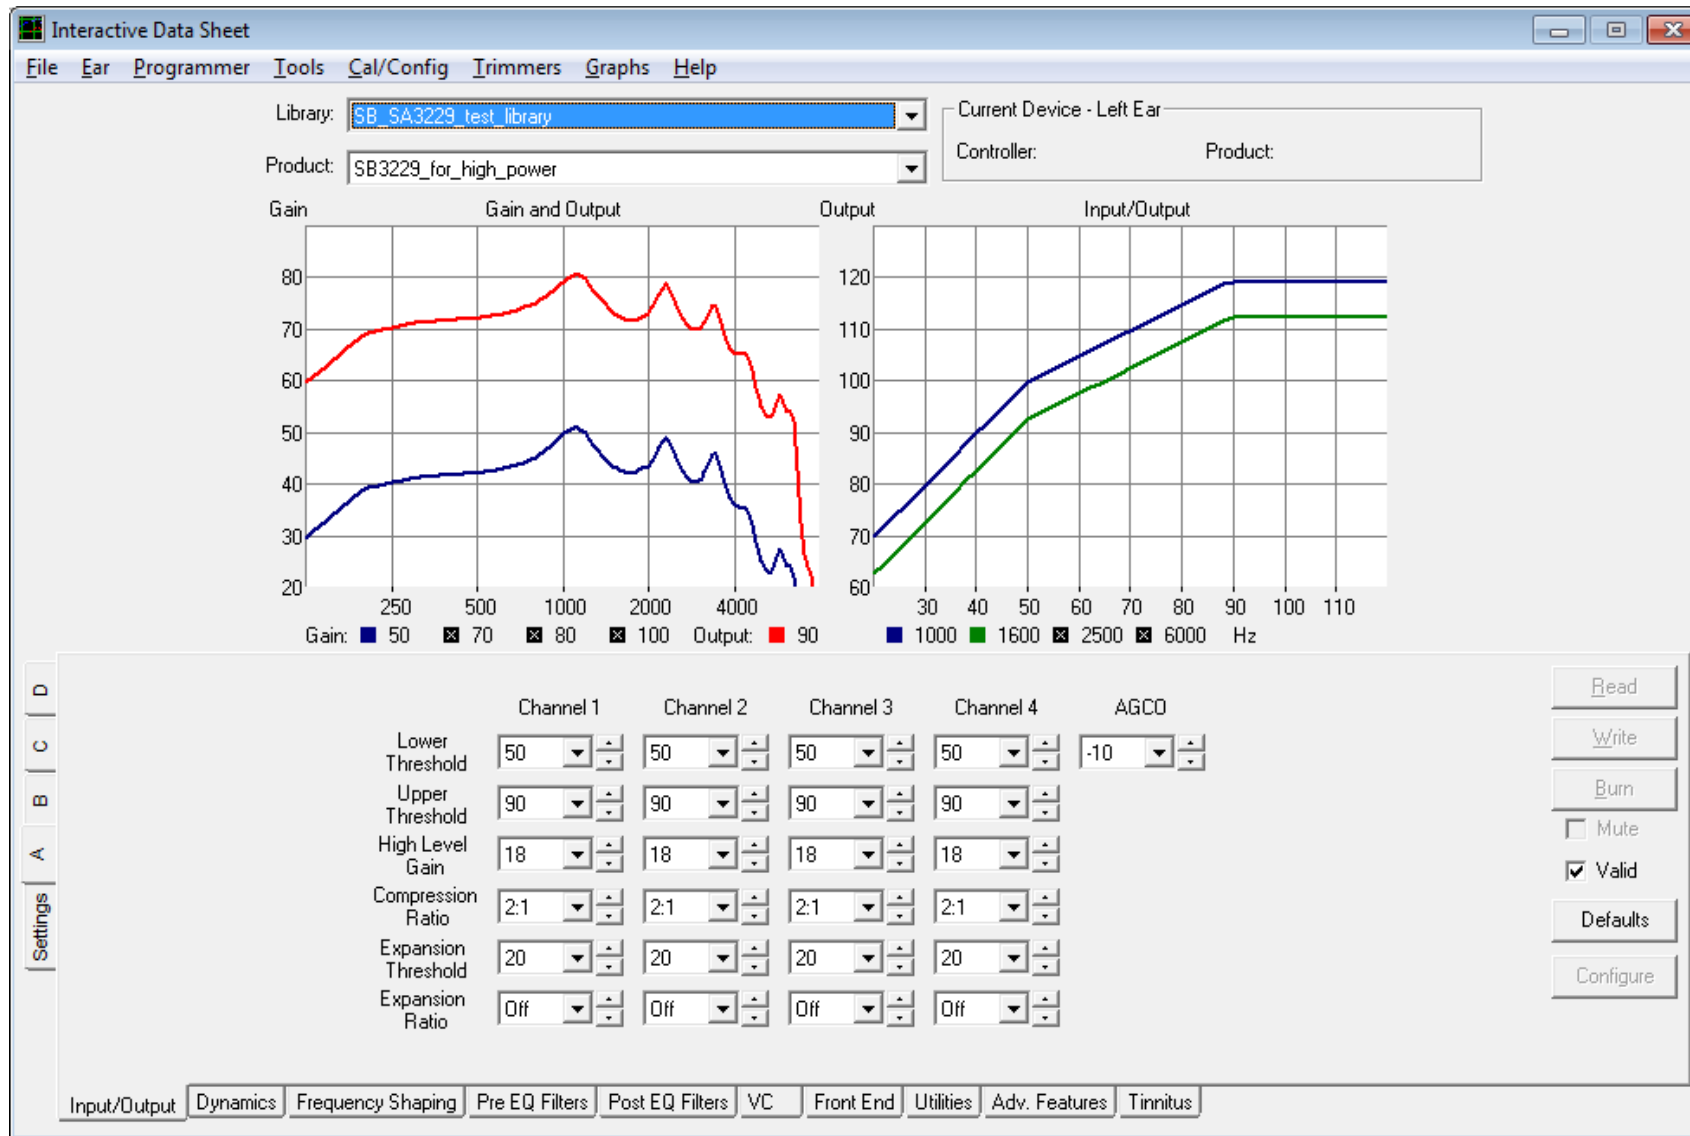 Interactive Data Sheet
File Ear Programmer Tools Cal/Config Trimmers Graphs Help
Library: SB_SA3229_test_library
Product: SB3229_for_high_power
Current Device - Left Ear
Controller: Product:
Gain Gain and Output Output Input/Output
80 120
70 110
60 100
50 90
40 80
30 70
20 60
250 500 1000 2000 4000 30 40 50 60 70 80 90 100 110
Gain: 50 70 80 100 Output: 90 1000 1600 2500 6000 Hz
D
C
B
A
Settings
Channel 1 Channel 2 Channel 3 Channel 4 AGCO
Lower
Threshold 50 50 50 50 -10
Upper
Threshold 90 90 90 90
High Level
Gain 18 18 18 18
Compression
Ratio 2:1 2:1 2:1 2:1
Expansion
Threshold 20 20 20 20
Expansion
Ratio Off Off Off Off
Read
Write
Burn
Mute
Valid
Defaults
Configure
Input/Output Dynamics Frequency Shaping Pre EQ Filters Post EQ Filters VC Front End Utilities Adv. Features Tinnitus